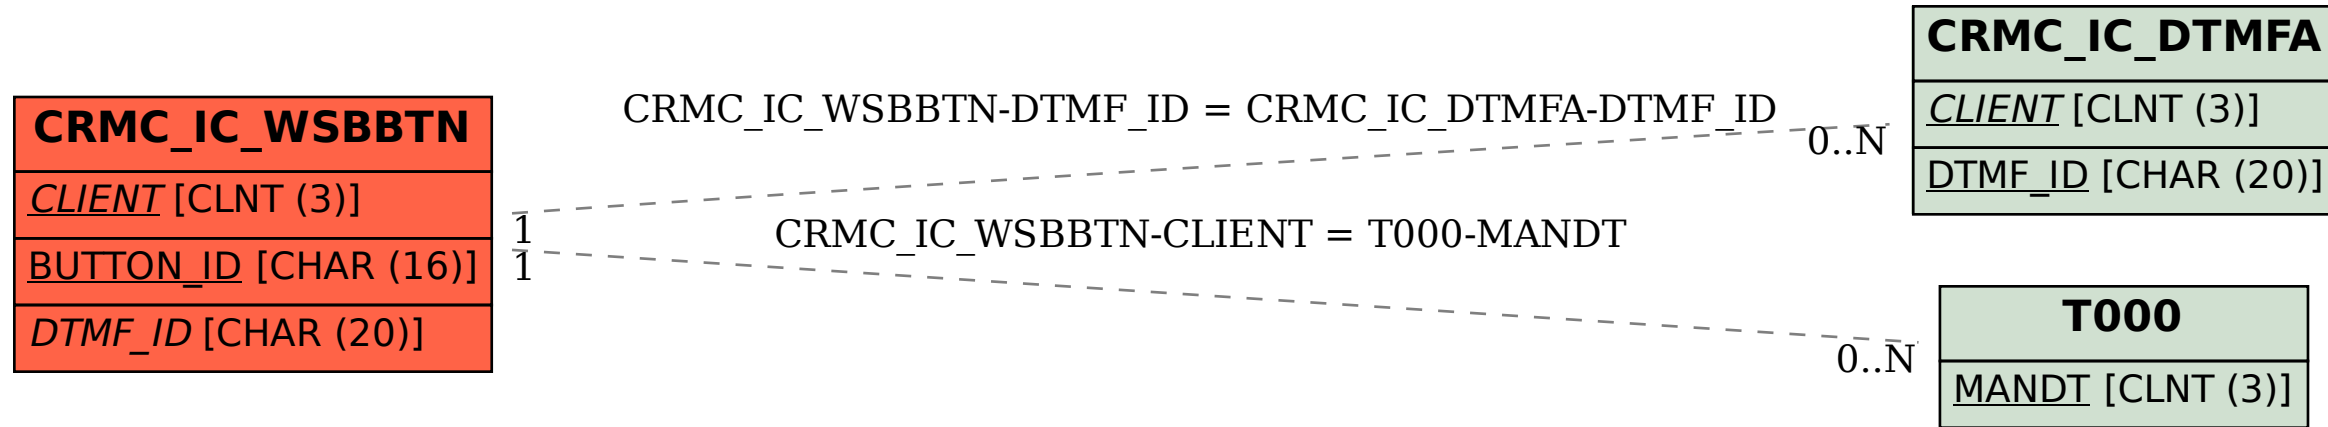 CRMC_IC_WSBBTN
CLIENT [CLNT (3)]
BUTTON_ID [CHAR (16)]
DTMF_ID [CHAR (20)]
CRMC_IC_WSBBTN-DTMF_ID = CRMC_IC_DTMFA-DTMF_ID
1
0..N
CRMC_IC_WSBBTN-CLIENT = T000-MANDT
1
0..N
CRMC_IC_DTMFA
CLIENT [CLNT (3)]
DTMF_ID [CHAR (20)]
T000
MANDT [CLNT (3)]